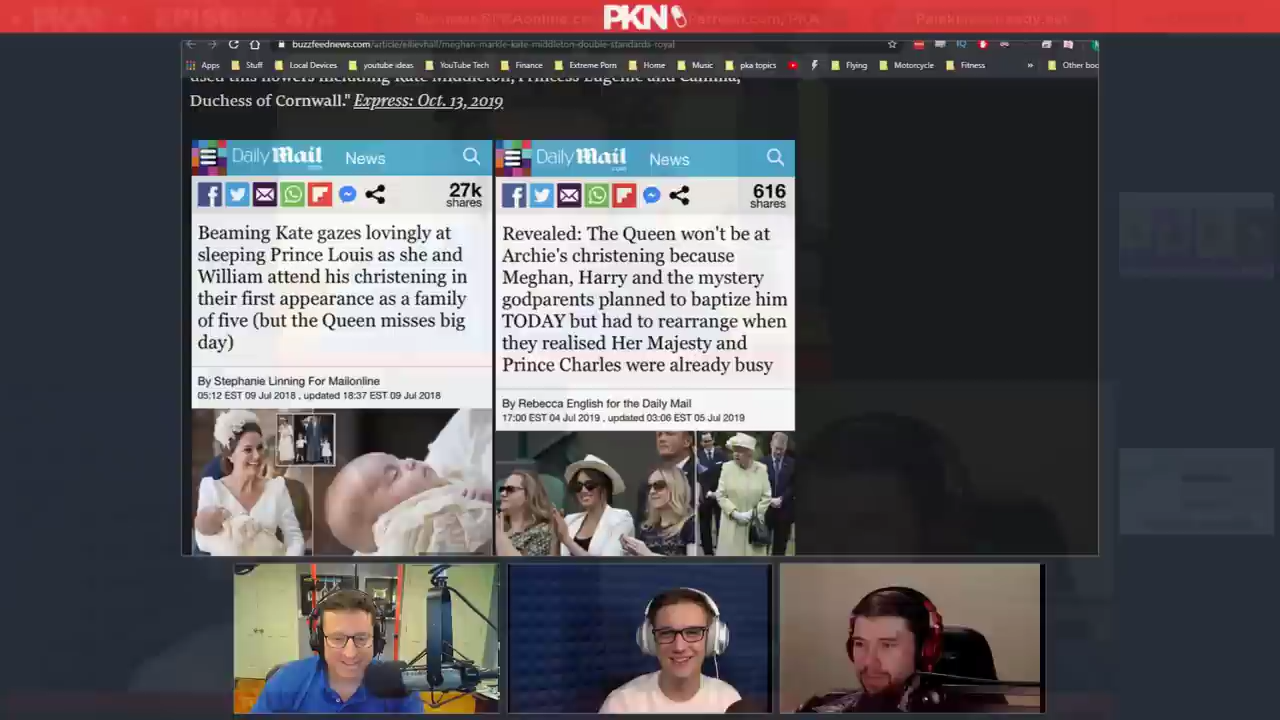 PKN
buzzfeednews.com/article/ellievhall/meghan-markle-kate-middleton-double-standards-royal
Apps Stuff Local Devices youtube ideas YouTube Tech Finance Extreme Porn Home Music pka topics Flying Motorcycle Fitness » Other boo
used this flowers including Kate Middleton, Princess Eugenie and Camilla,
Duchess of Cornwall." Express: Oct. 13, 2019
Daily Mail .com News
27k
shares
Beaming Kate gazes lovingly at
sleeping Prince Louis as she and
William attend his christening in
their first appearance as a family
of five (but the Queen misses big
day)
By Stephanie Linning For Mailonline
05:12 EST 09 Jul 2018 , updated 18:37 EST 09 Jul 2018
Daily Mail .com News
616
shares
Revealed: The Queen won't be at
Archie's christening because
Meghan, Harry and the mystery
godparents planned to baptize him
TODAY but had to rearrange when
they realised Her Majesty and
Prince Charles were already busy
By Rebecca English for the Daily Mail
17:00 EST 04 Jul 2019 , updated 03:06 EST 05 Jul 2019